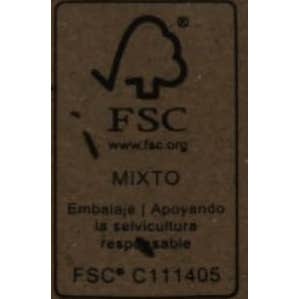 FSC
www.fsc.org
MIXTO
Embalaje | Apoyando
la selvicultura
responsable
FSC® C111405